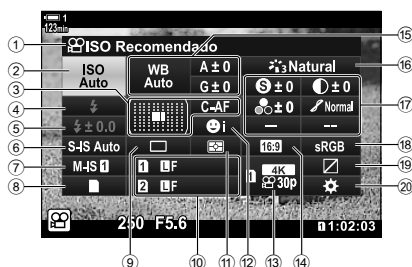 1
123min
① ISO Recomendado ⑮
② ISO Auto WB Auto A±0 G±0 3 Natural ⑯
③ C-AF S ±0 ±0 ⑰
④ ±0 Normal
⑤ ±0.0 i — —
⑥ S-IS Auto 16:9 sRGB ⑱
⑦ M-IS 1 1 LF 1 4K 30p ⑲
⑧ 2 LF ⑳
250 F5.6 1 1:02:03
⑨ ⑩ ⑪ ⑫ ⑬ ⑭